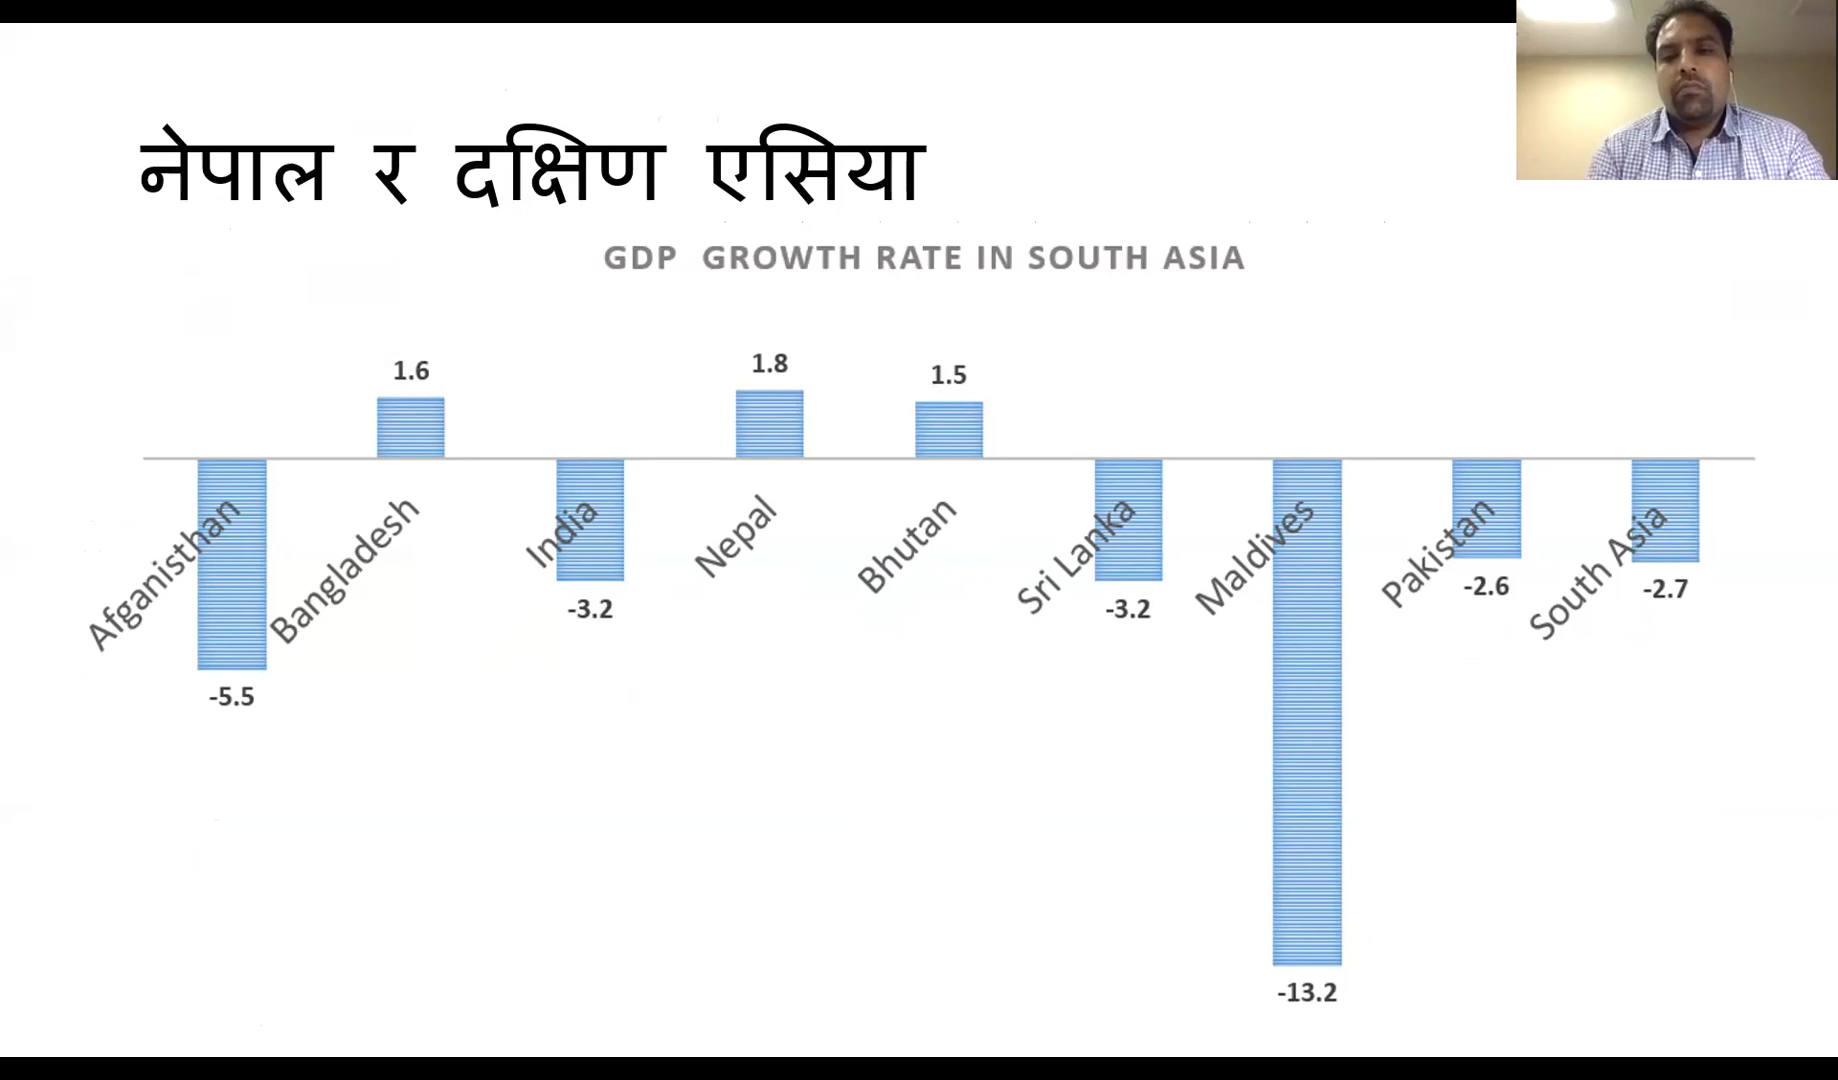 नेपाल र दक्षिण एसिया
GDP GROWTH RATE IN SOUTH ASIA
1.6
1.8
1.5
Afganisthan
Bangladesh
India
Nepal
Bhutan
Sri Lanka
Maldives
Pakistan
South Asia
-5.5
-3.2
-3.2
-13.2
-2.6
-2.7